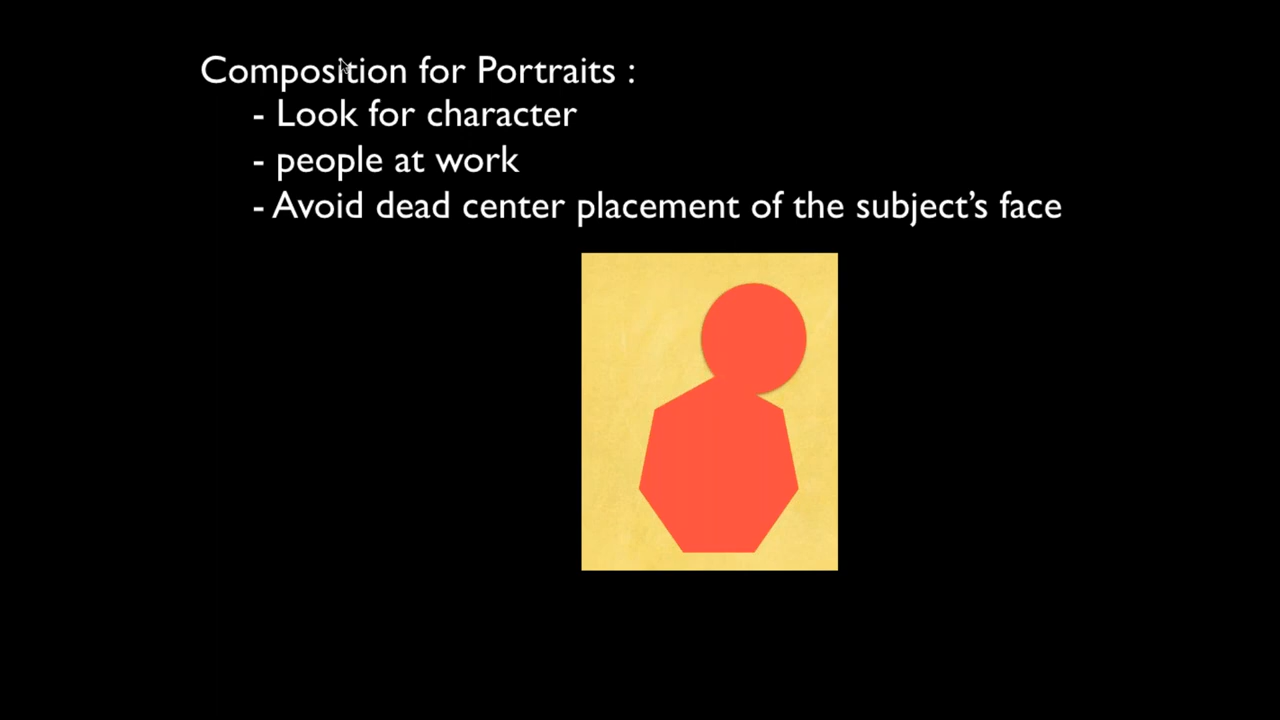 Composition for Portraits :
- Look for character
- people at work
- Avoid dead center placement of the subject’s face